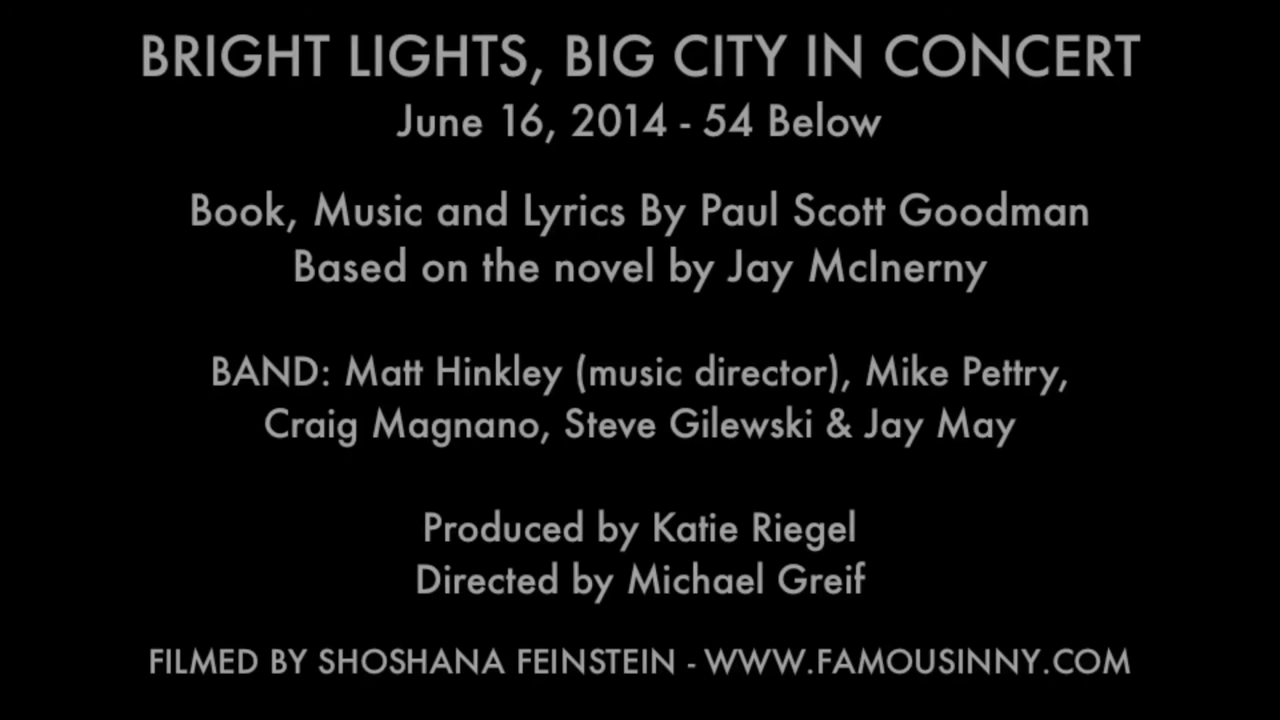 BRIGHT LIGHTS, BIG CITY IN CONCERT
June 16, 2014 - 54 Below
Book, Music and Lyrics By Paul Scott Goodman
Based on the novel by Jay McInerny
BAND: Matt Hinkley (music director), Mike Pettry,
Craig Magnano, Steve Gilewski & Jay May
Produced by Katie Riegel
Directed by Michael Greif
FILMED BY SHOSHANA FEINSTEIN - WWW.FAMOUSINNY.COM